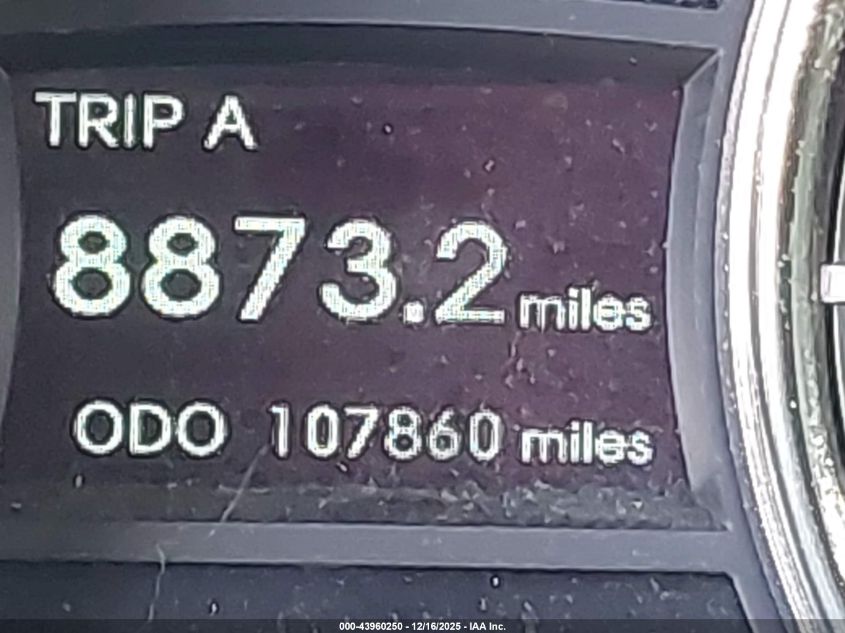 TRIP A
8873.2 miles
ODO 107860 miles
000-43960250 - 12/16/2025 - IAA Inc.